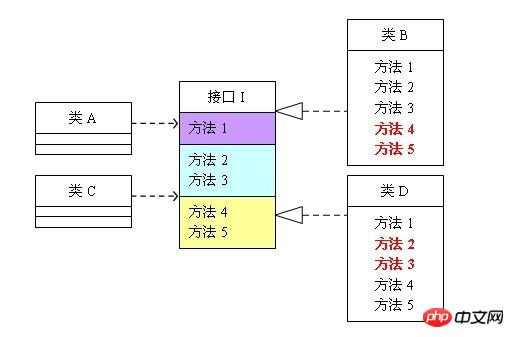 类 A
类 C
接口 I
方法 1
方法 2
方法 3
方法 4
方法 5
类 B
方法 1
方法 2
方法 3
方法 4
方法 5
类 D
方法 1
方法 2
方法 3
方法 4
方法 5
php 中文网